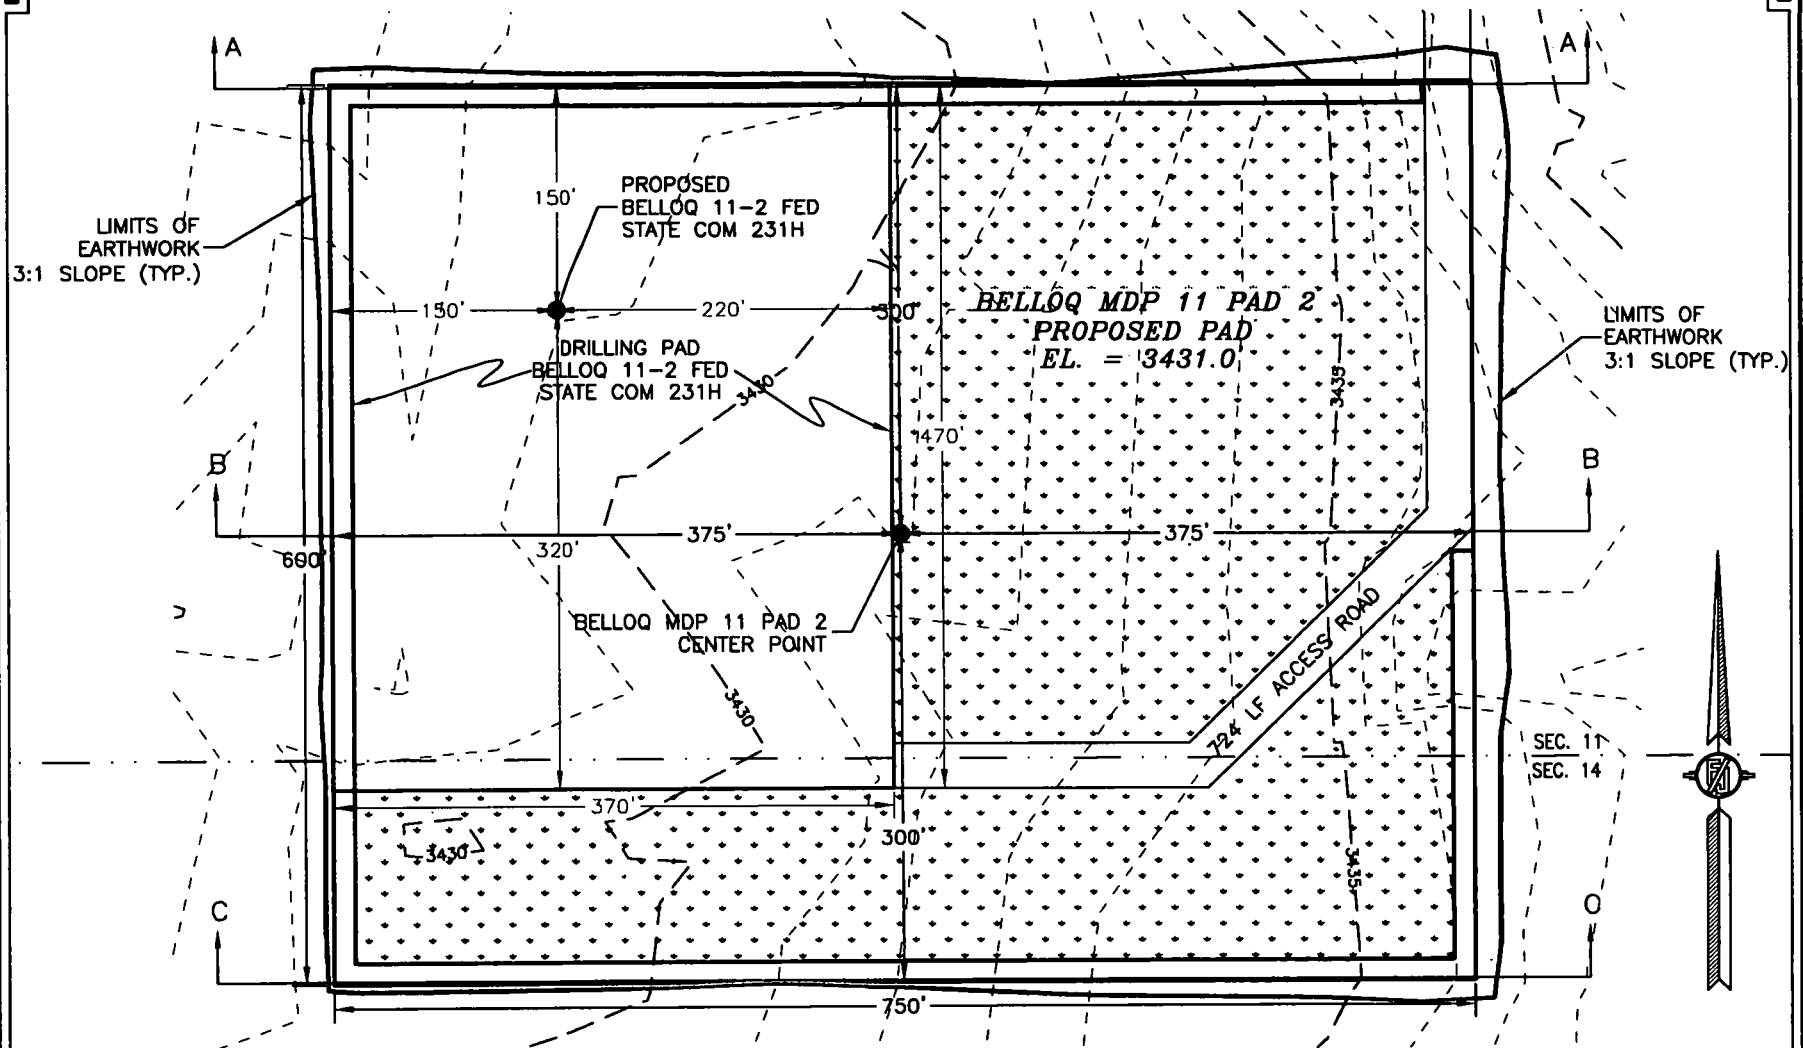 A
A
PROPOSED
BELLOQ 11-2 FED
STATE COM 231H
150'
LIMITS OF
EARTHWORK
3:1 SLOPE (TYP.)
150'
220'
300'
BELLOQ MDP 11 PAD 2
PROPOSED PAD
EL. = 3431.0
LIMITS OF
EARTHWORK
3:1 SLOPE (TYP.)
DRILLING PAD
BELLOQ 11-2 FED
STATE COM 231H
3430
3435
470'
B
B
375'
375'
320'
600'
BELLOQ MDP 11 PAD 2
CENTER POINT
724' LF ACCESS ROAD
3430
SEC. 11
SEC. 14
370'
300'
3430
3435
C
750'